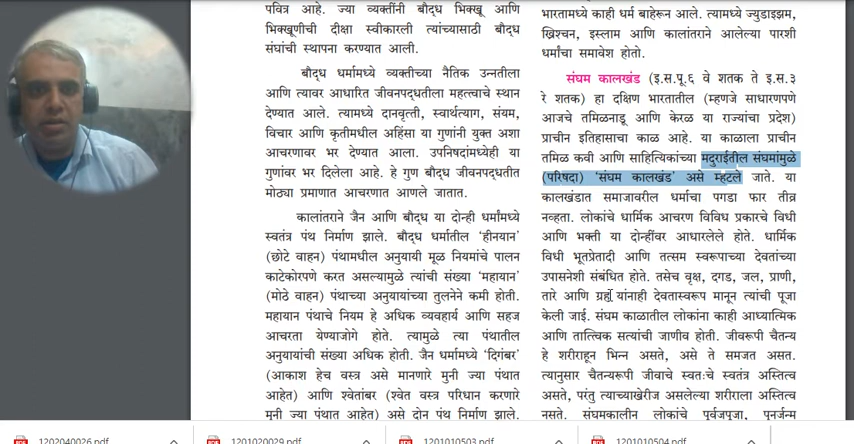 पवित्र आहे. ज्या व्यक्तींनी बौद्ध भिक्खू आणि
भिक्खूणीची दीक्षा स्वीकारली त्यांच्यासाठी बौद्ध
संघांची स्थापना करण्यात आली.
बौद्ध धर्मामध्ये व्यक्तीच्या नैतिक उन्नतीला
आणि त्यावर आधारित जीवनपद्धतीला महत्वाचे स्थान
देण्यात आले. त्यामध्ये दानवृत्ती, स्वार्थत्याग, संयम,
विचार आणि कृतीमधील अहिंसा या गुणांनी युक्त अशा
आचरणावर भर देण्यात आला. उपनिषदांमध्येही या
गुणांवर भर दिलेला आहे. हे गुण बौद्ध जीवनपद्धतीत
मोठ्या प्रमाणात आचरणात आणले जातात.
कालांतराने जैन आणि बौद्ध या दोन्ही धर्मांमध्ये
स्वतंत्र पंथ निर्माण झाले. बौद्ध धर्मातील 'हीनयान'
(छोटे वाहन) पंथामधील अनुयायी मूळ नियमांचे पालन
काटेकोरपणे करत असल्यामुळे त्यांची संख्या 'महायान'
(मोठे वाहन) पंथाच्या अनुयायांच्या तुलनेने कमी होती.
महायान पंथाचे नियम हे अधिक व्यवहार्य आणि सहज
आचरता येण्याजोगे होते. त्यामुळे त्या पंथातील
अनुयायांची संख्या अधिक होती. जैन धर्मामध्ये 'दिगंबर'
(आकाश हेच वस्त्र असे मानणारे मुनी ज्या पंथात
आहेत) आणि श्वेतांबर (श्वेत वस्त्र परिधान करणारे
मुनी ज्या पंथात आहेत) असे दोन पंथ निर्माण झाले.
भारतामध्ये काही धर्म बाहेरून आले. त्यामध्ये ज्युडाइझम,
ख्रिश्चन, इस्लाम आणि कालांतराने आलेल्या पारशी
धर्मांचा समावेश होतो.
संघम कालखंड (इ.स.पू.६ वे शतक ते इ.स.३
रे शतक) हा दक्षिण भारतातील (म्हणजे साधारणपणे
आजचे तमिळनाडू आणि केरळ या राज्यांचा प्रदेश)
प्राचीन इतिहासाचा काळ आहे. या काळाला प्राचीन
तमिळ कवी आणि साहित्यिकांच्या मदुराईतील संघमांमुळे
(परिषदा) 'संघम कालखंड' असे म्हटले जाते. या
कालखंडात समाजावरील धर्माचा पगडा फार तीव्र
नव्हता. लोकांचे धार्मिक आचरण विविध प्रकारचे विधी
आणि भक्ती या दोन्हींवर आधारलेले होते. धार्मिक
विधी भूतप्रेतादी आणि तत्सम स्वरूपाच्या देवतांच्या
उपासनेशी संबंधित होते. तसेच वृक्ष, दगड, जल, प्राणी,
तारे आणि ग्रह यांनाही देवतास्वरूप मानून त्यांची पूजा
केली जाई. संघम काळातील लोकांना काही आध्यात्मिक
आणि तात्त्विक सत्यांची जाणीव होती. जीवरूपी चैतन्य
हे शरीराहून भिन्न असते, असे ते समजत असत.
त्यानुसार चैतन्यरूपी जीवाचे स्वतःचे स्वतंत्र अस्तित्व
असते, परंतु त्याच्याखेरीज असलेल्या शरीराला अस्तित्व
नसते. संघमकालीन लोकांचे पूर्वजपूजा, पुनर्जन्म
1202040026.pdf
1201020029.pdf
1201010503.pdf
1201010504.pdf